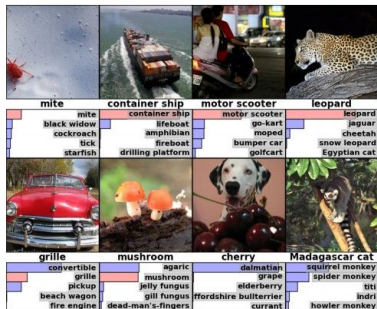 mite
container ship
motor scooter
leopard
mite
black widow
cockroach
tick
starfish
container ship
lifeboat
amphibian
fireboat
drilling platform
motor scooter
go-kart
moped
bumper car
golfcart
leopard
jaguar
cheetah
snow leopard
Egyptian cat
grille
mushroom
cherry
Madagascar cat
convertible
grille
pickup
beach wagon
fire engine
agaric
mushroom
jelly fungus
gill fungus
dead-man's-fingers
dalmatian
grape
elderberry
ffordshire bullterrier
currant
squirrel monkey
spider monkey
titi
indri
howler monkey